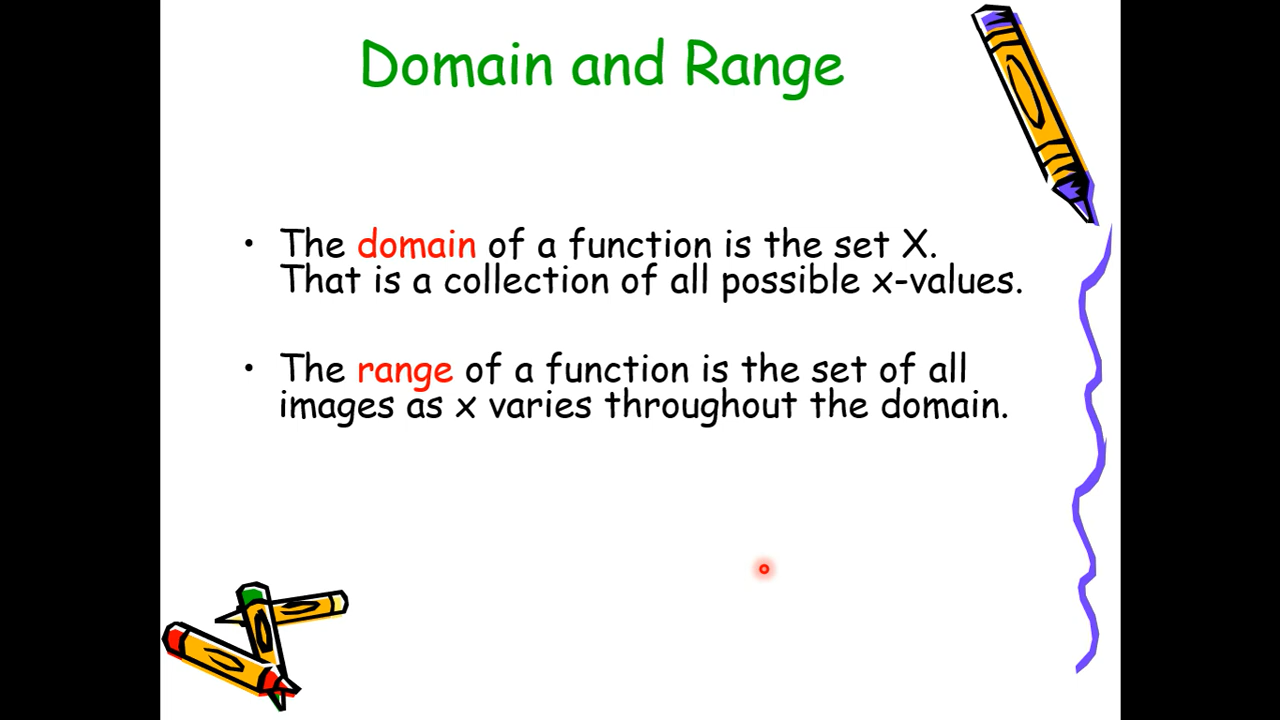 Domain and Range
• The domain of a function is the set X.
That is a collection of all possible x-values.
• The range of a function is the set of all
images as x varies throughout the domain.